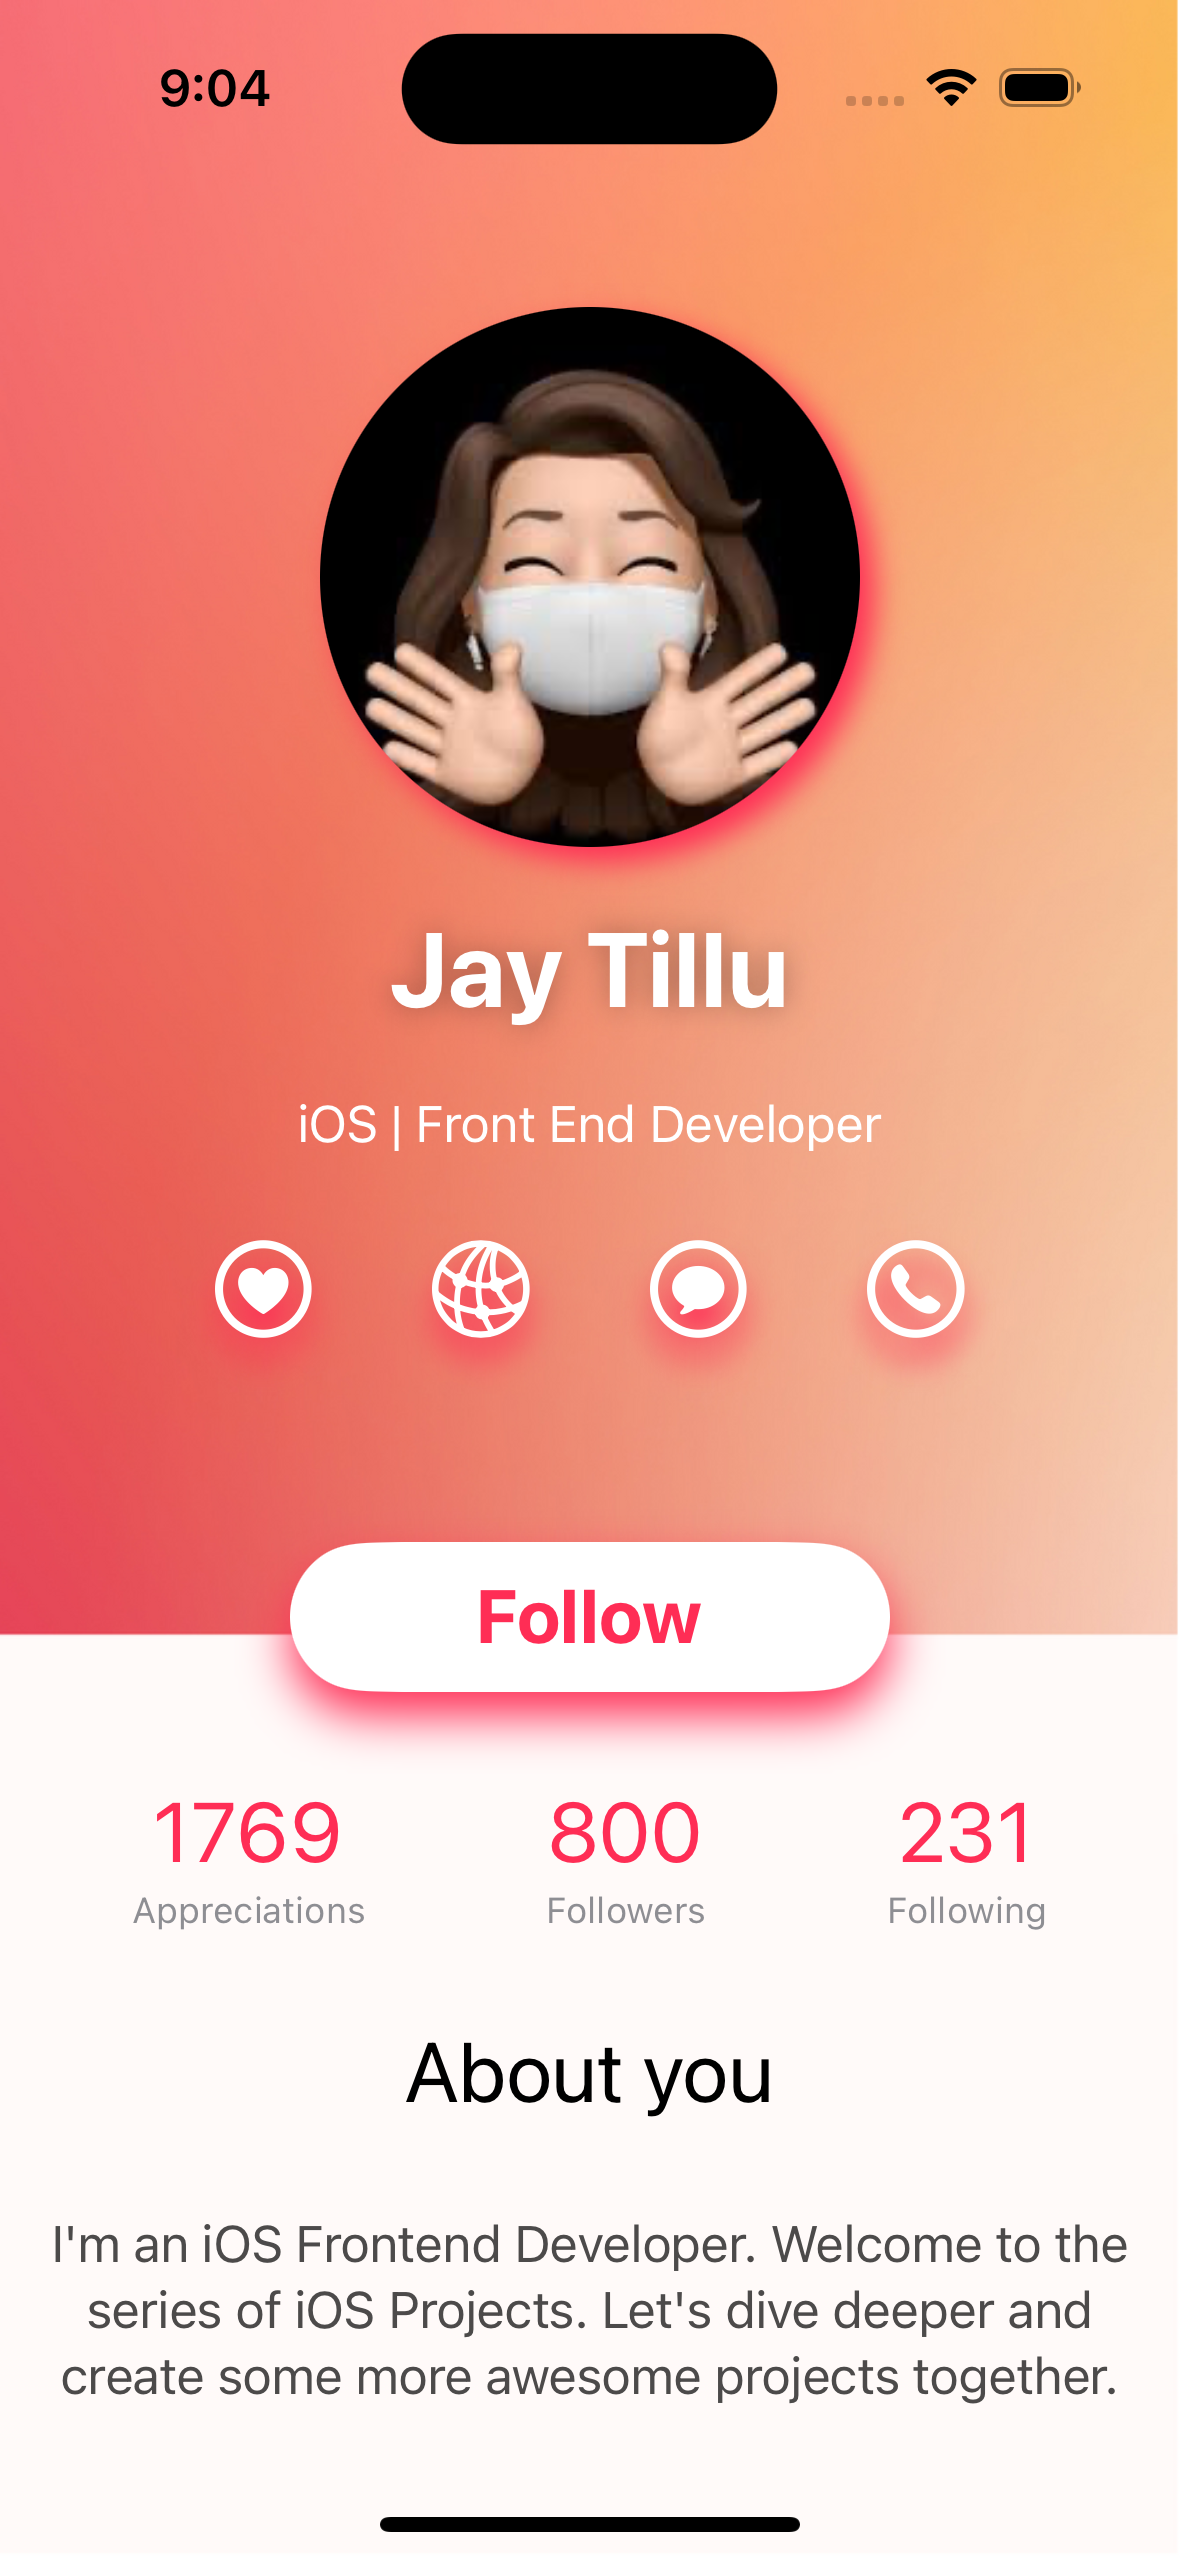 9:04
Jay Tillu
iOS | Front End Developer
Follow
1769 800 231
Appreciations Followers Following
About you
I'm an iOS Frontend Developer. Welcome to the
series of iOS Projects. Let's dive deeper and
create some more awesome projects together.